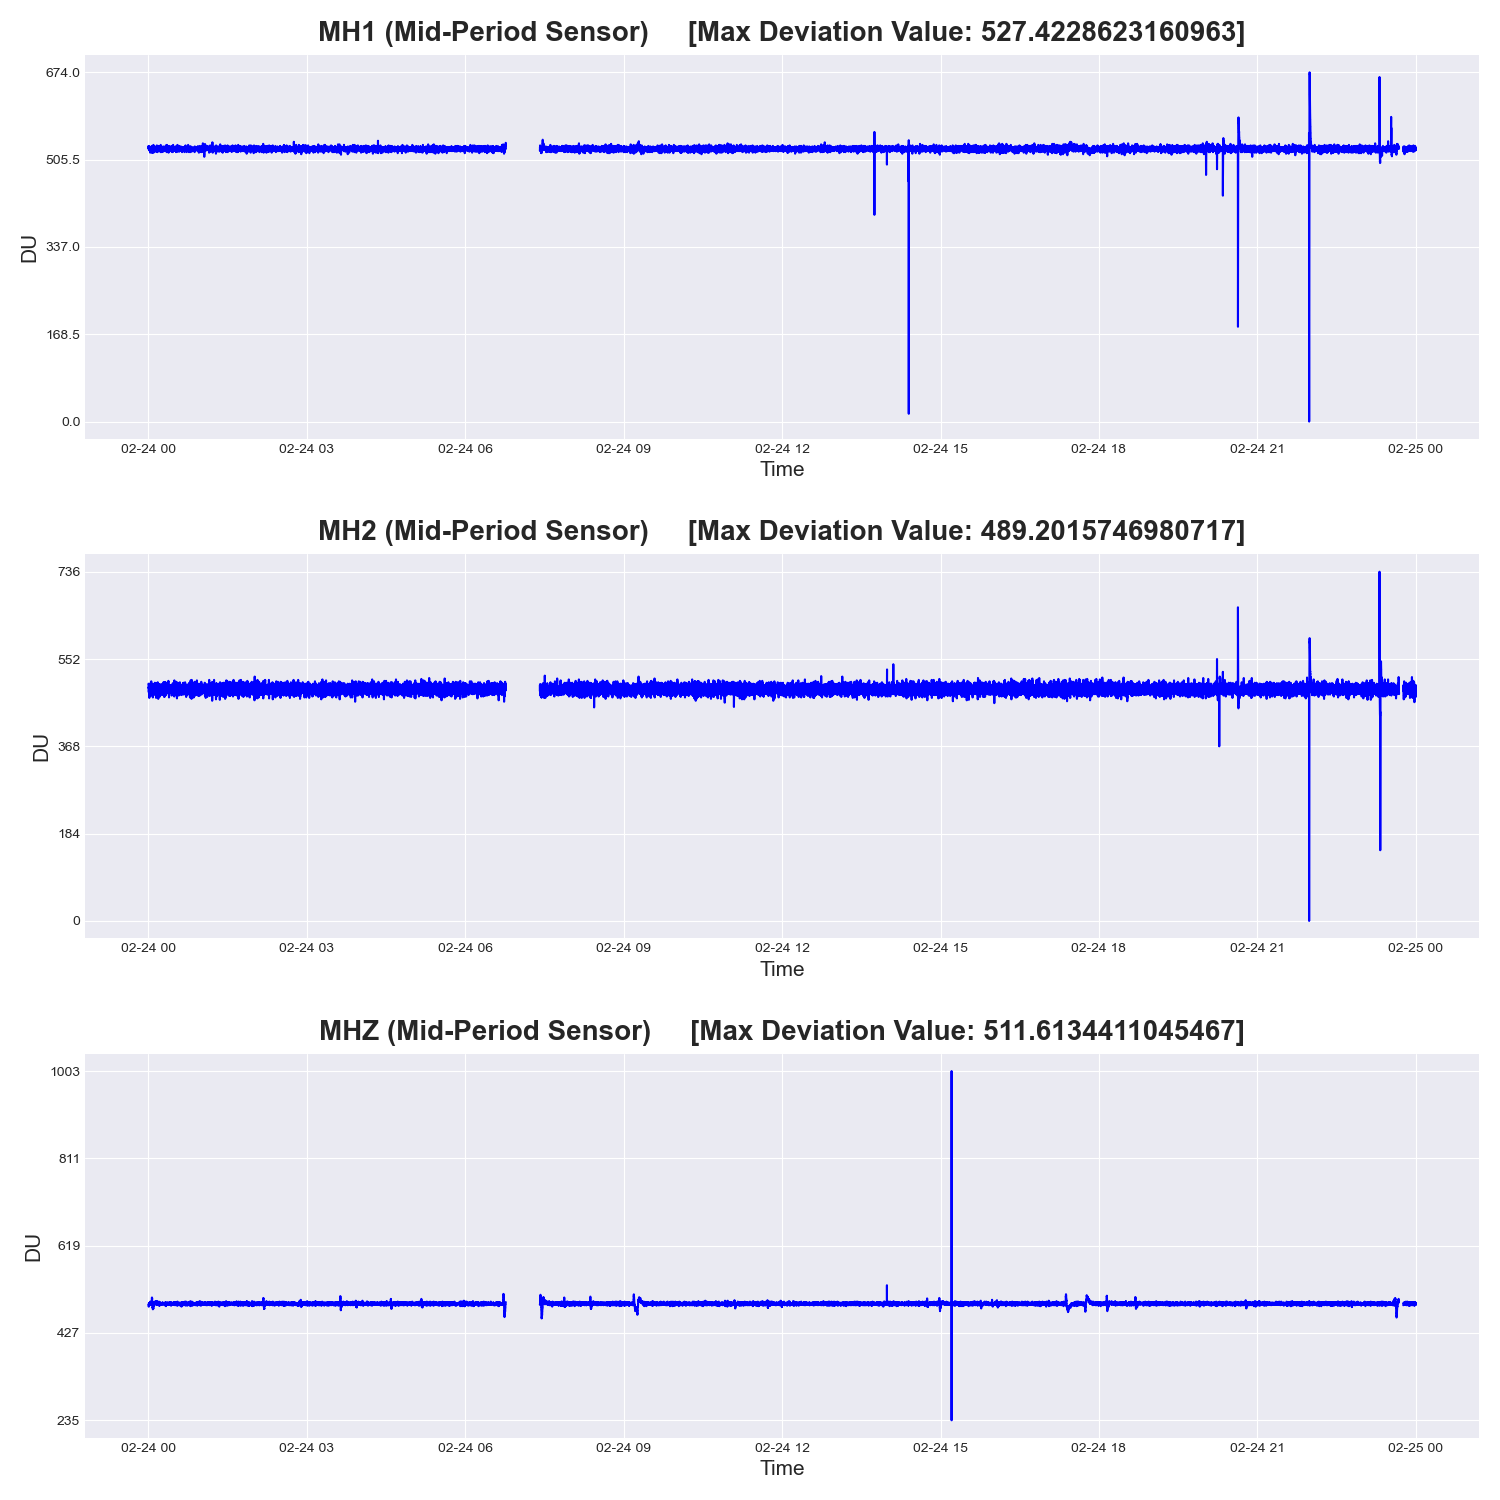 MH1 (Mid-Period Sensor) [Max Deviation Value: 527.4228623160963]
674.0
505.5
337.0
168.5
0.0
DU
02-24 00 02-24 03 02-24 06 02-24 09 02-24 12 02-24 15 02-24 18 02-24 21 02-25 00
Time
MH2 (Mid-Period Sensor) [Max Deviation Value: 489.2015746980717]
736
552
368
184
0
DU
02-24 00 02-24 03 02-24 06 02-24 09 02-24 12 02-24 15 02-24 18 02-24 21 02-25 00
Time
MHZ (Mid-Period Sensor) [Max Deviation Value: 511.6134411045467]
1003
811
619
427
235
DU
02-24 00 02-24 03 02-24 06 02-24 09 02-24 12 02-24 15 02-24 18 02-24 21 02-25 00
Time